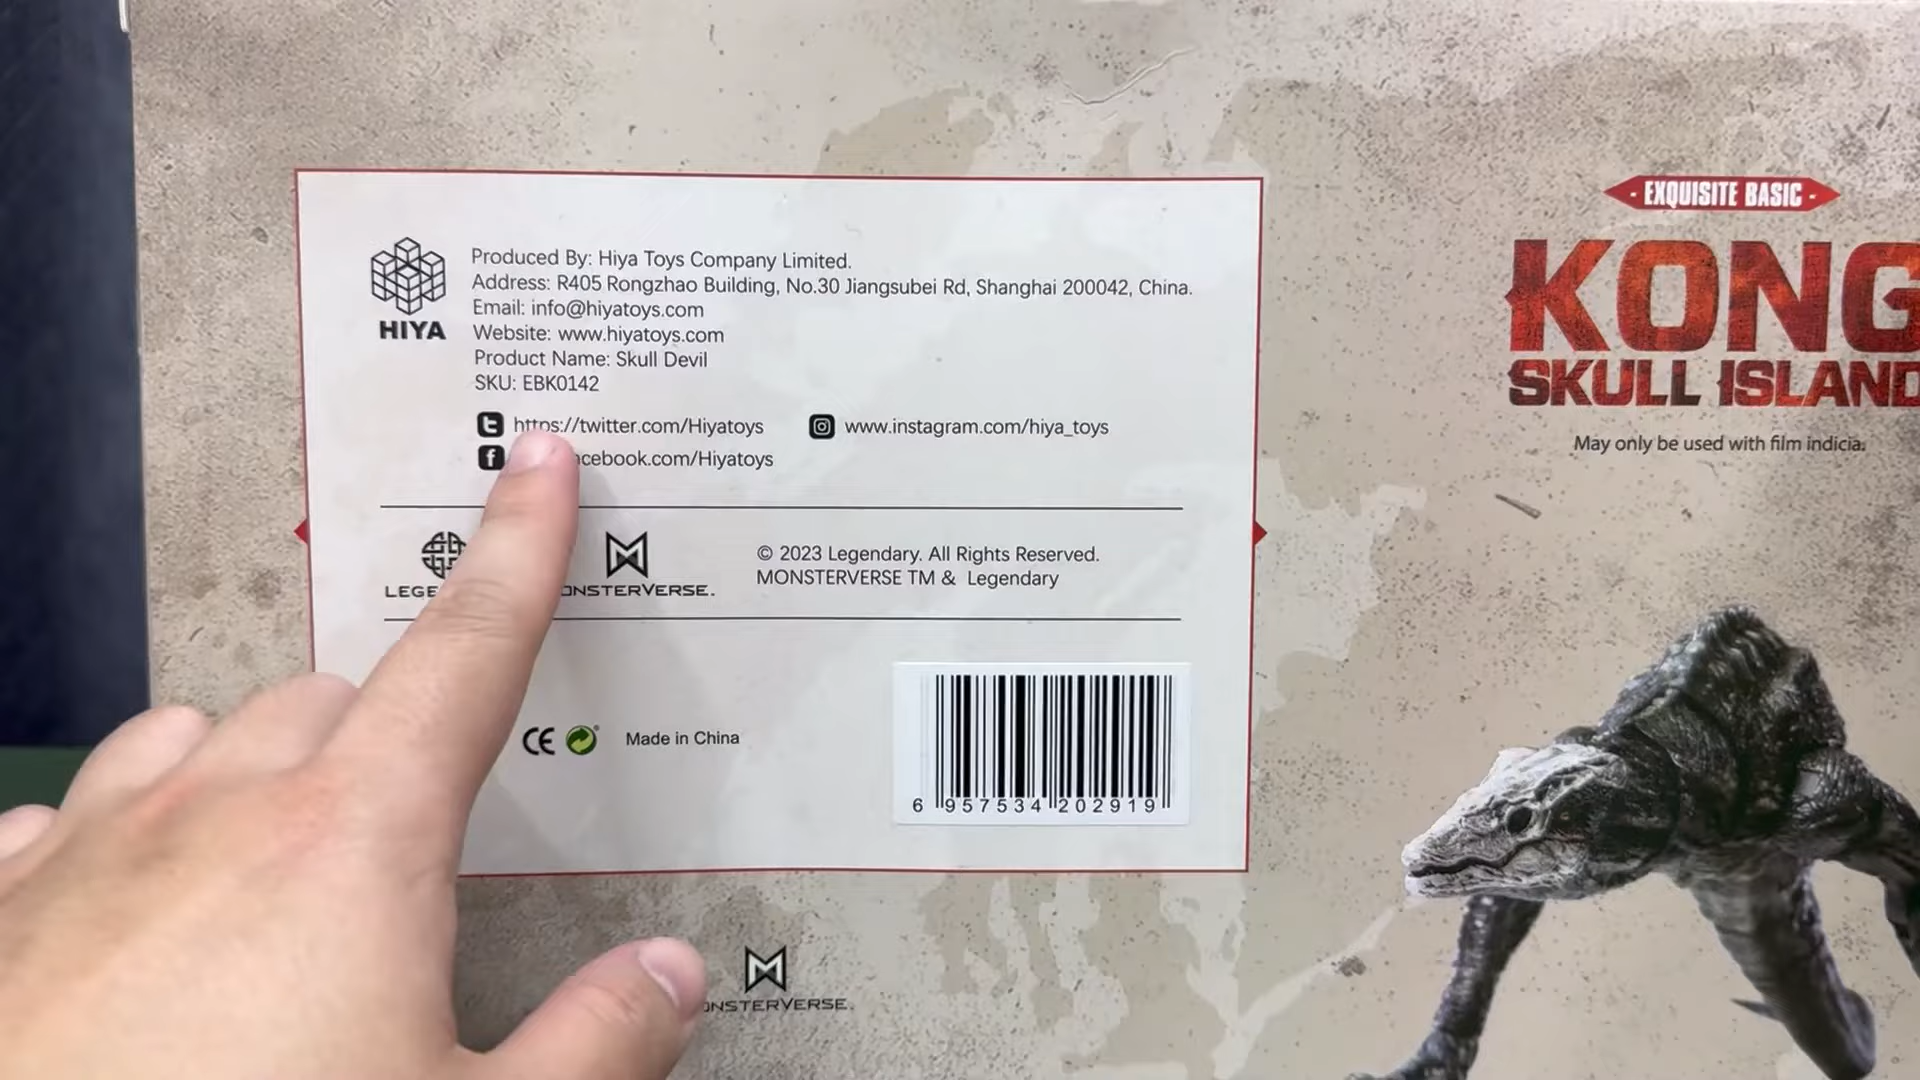 · EXQUISITE BASIC ·
KONG
SKULL ISLAND
May only be used with film indicia.
HIYA
Produced By: Hiya Toys Company Limited.
Address: R405 Rongzhao Building, No.30 Jiangsubei Rd, Shanghai 200042, China.
Email: info@hiyatoys.com
Website: www.hiyatoys.com
Product Name: Skull Devil
SKU: EBK0142
https://twitter.com/Hiyatoys
www.instagram.com/hiya_toys
cebook.com/Hiyatoys
LEGE
ONSTERVERSE.
© 2023 Legendary. All Rights Reserved.
MONSTERVERSE TM & Legendary
CE
Made in China
6 957534 202919
ONSTERVERSE.